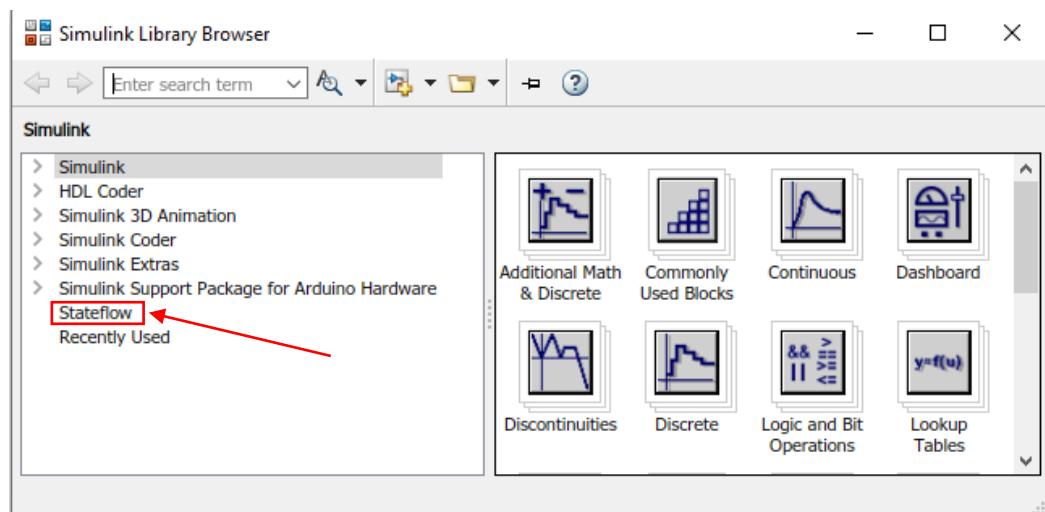 Simulink Library Browser
Enter search term
Simulink
Simulink
HDL Coder
Simulink 3D Animation
Simulink Coder
Simulink Extras
Simulink Support Package for Arduino Hardware
Stateflow
Recently Used
Additional Math
& Discrete
Commonly
Used Blocks
Continuous
Dashboard
&& >
|| ==
>=
<=
y=f(u)
Discontinuities
Discrete
Logic and Bit
Operations
Lookup
Tables